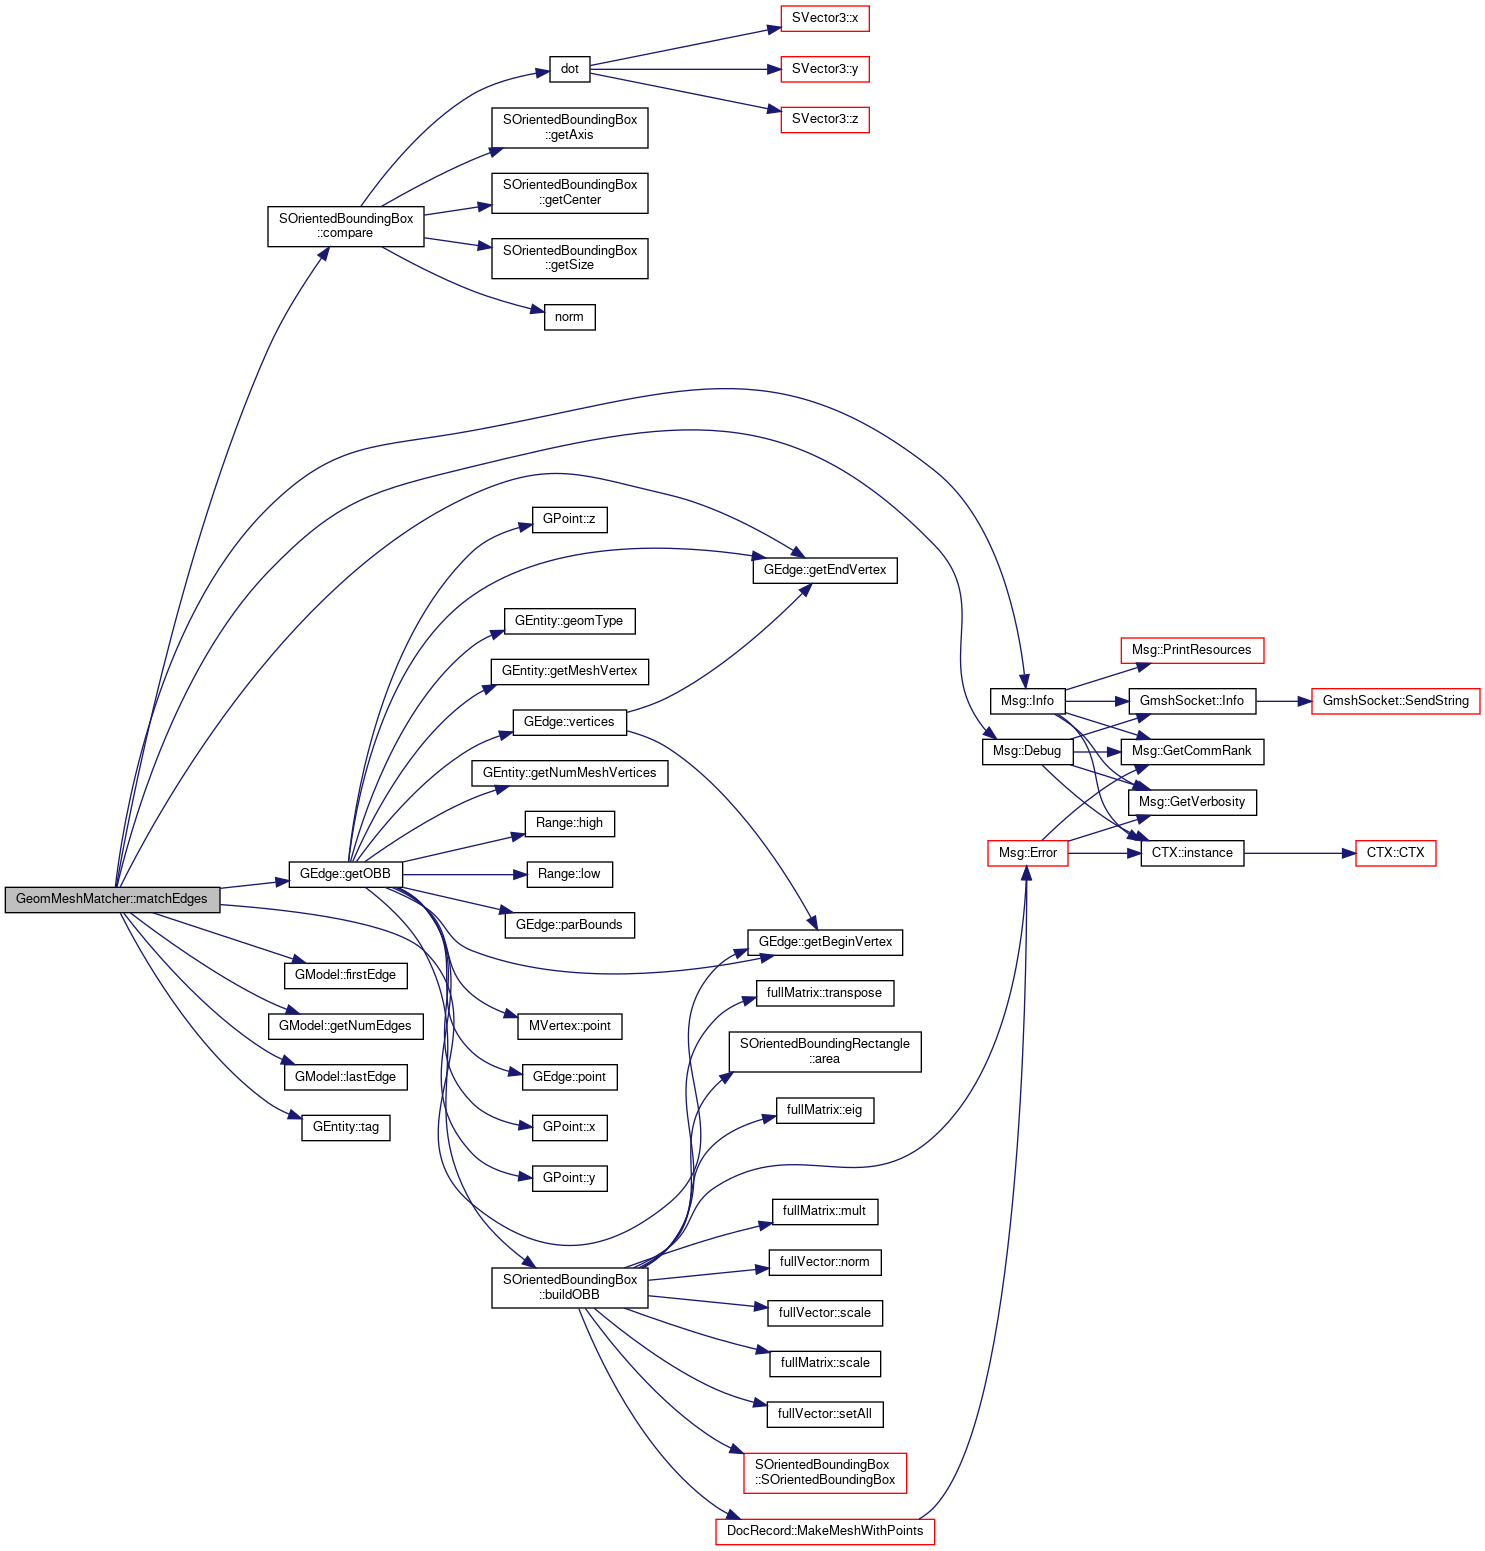 SVector3::x
dot
SVector3::y
SVector3::z
SOrientedBoundingBox
::getAxis
SOrientedBoundingBox
::getCenter
SOrientedBoundingBox
::compare
SOrientedBoundingBox
::getSize
norm
GPoint::z
GEdge::getEndVertex
GEntity::geomType
GEntity::getMeshVertex
GEdge::vertices
GEntity::getNumMeshVertices
Range::high
GEdge::getOBB
Range::low
GeomMeshMatcher::matchEdges
GEdge::parBounds
GEdge::getBeginVertex
GModel::firstEdge
GModel::getNumEdges
GModel::lastEdge
GEntity::tag
MVertex::point
GEdge::point
GPoint::x
GPoint::y
fullMatrix::transpose
SOrientedBoundingRectangle
::area
fullMatrix::eig
fullMatrix::mult
fullVector::norm
SOrientedBoundingBox
::buildOBB
fullVector::scale
fullMatrix::scale
fullVector::setAll
SOrientedBoundingBox
::SOrientedBoundingBox
DocRecord::MakeMeshWithPoints
Msg::PrintResources
Msg::Info
GmshSocket::Info
GmshSocket::SendString
Msg::Debug
Msg::GetCommRank
Msg::GetVerbosity
Msg::Error
CTX::instance
CTX::CTX